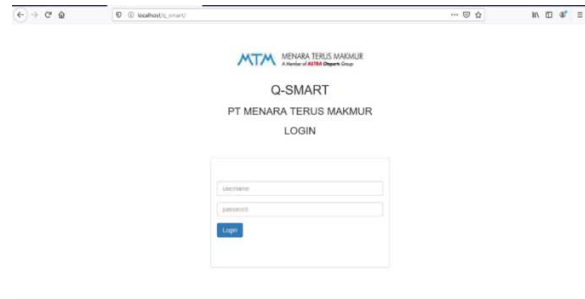 localhost/q_smart/
MTM MENARA TERUS MAKMUR
A Member of ASTRA Otoparts Group
Q-SMART
PT MENARA TERUS MAKMUR
LOGIN
username
password
Login